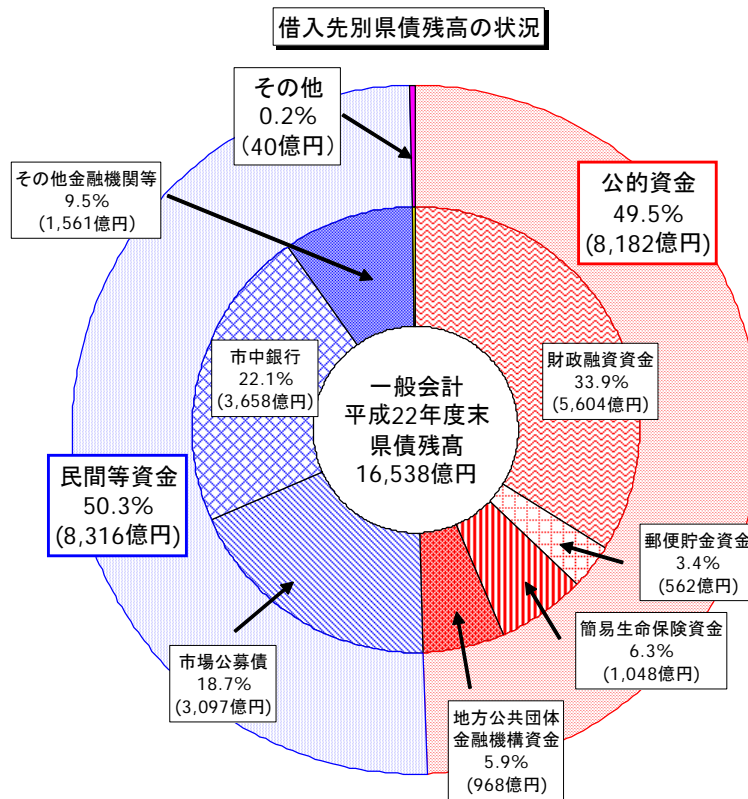 借入先別県債残高の状況
その他
0.2%
(40億円)
その他金融機関等
9.5%
(1,561億円)
公的資金
49.5%
(8,182億円)
市中銀行
22.1%
(3,658億円)
財政融資資金
33.9%
(5,604億円)
一般会計
平成22年度末
県債残髙
16,538億円
民間等資金
50.3%
(8,316億円)
郵便貯金資金
3.4%
(562億円)
簡易生命保険資金
6.3%
(1,048億円)
市場公募債
18.7%
(3,097億円)
地方公共団体
金融機構資金
5.9%
(968億円)